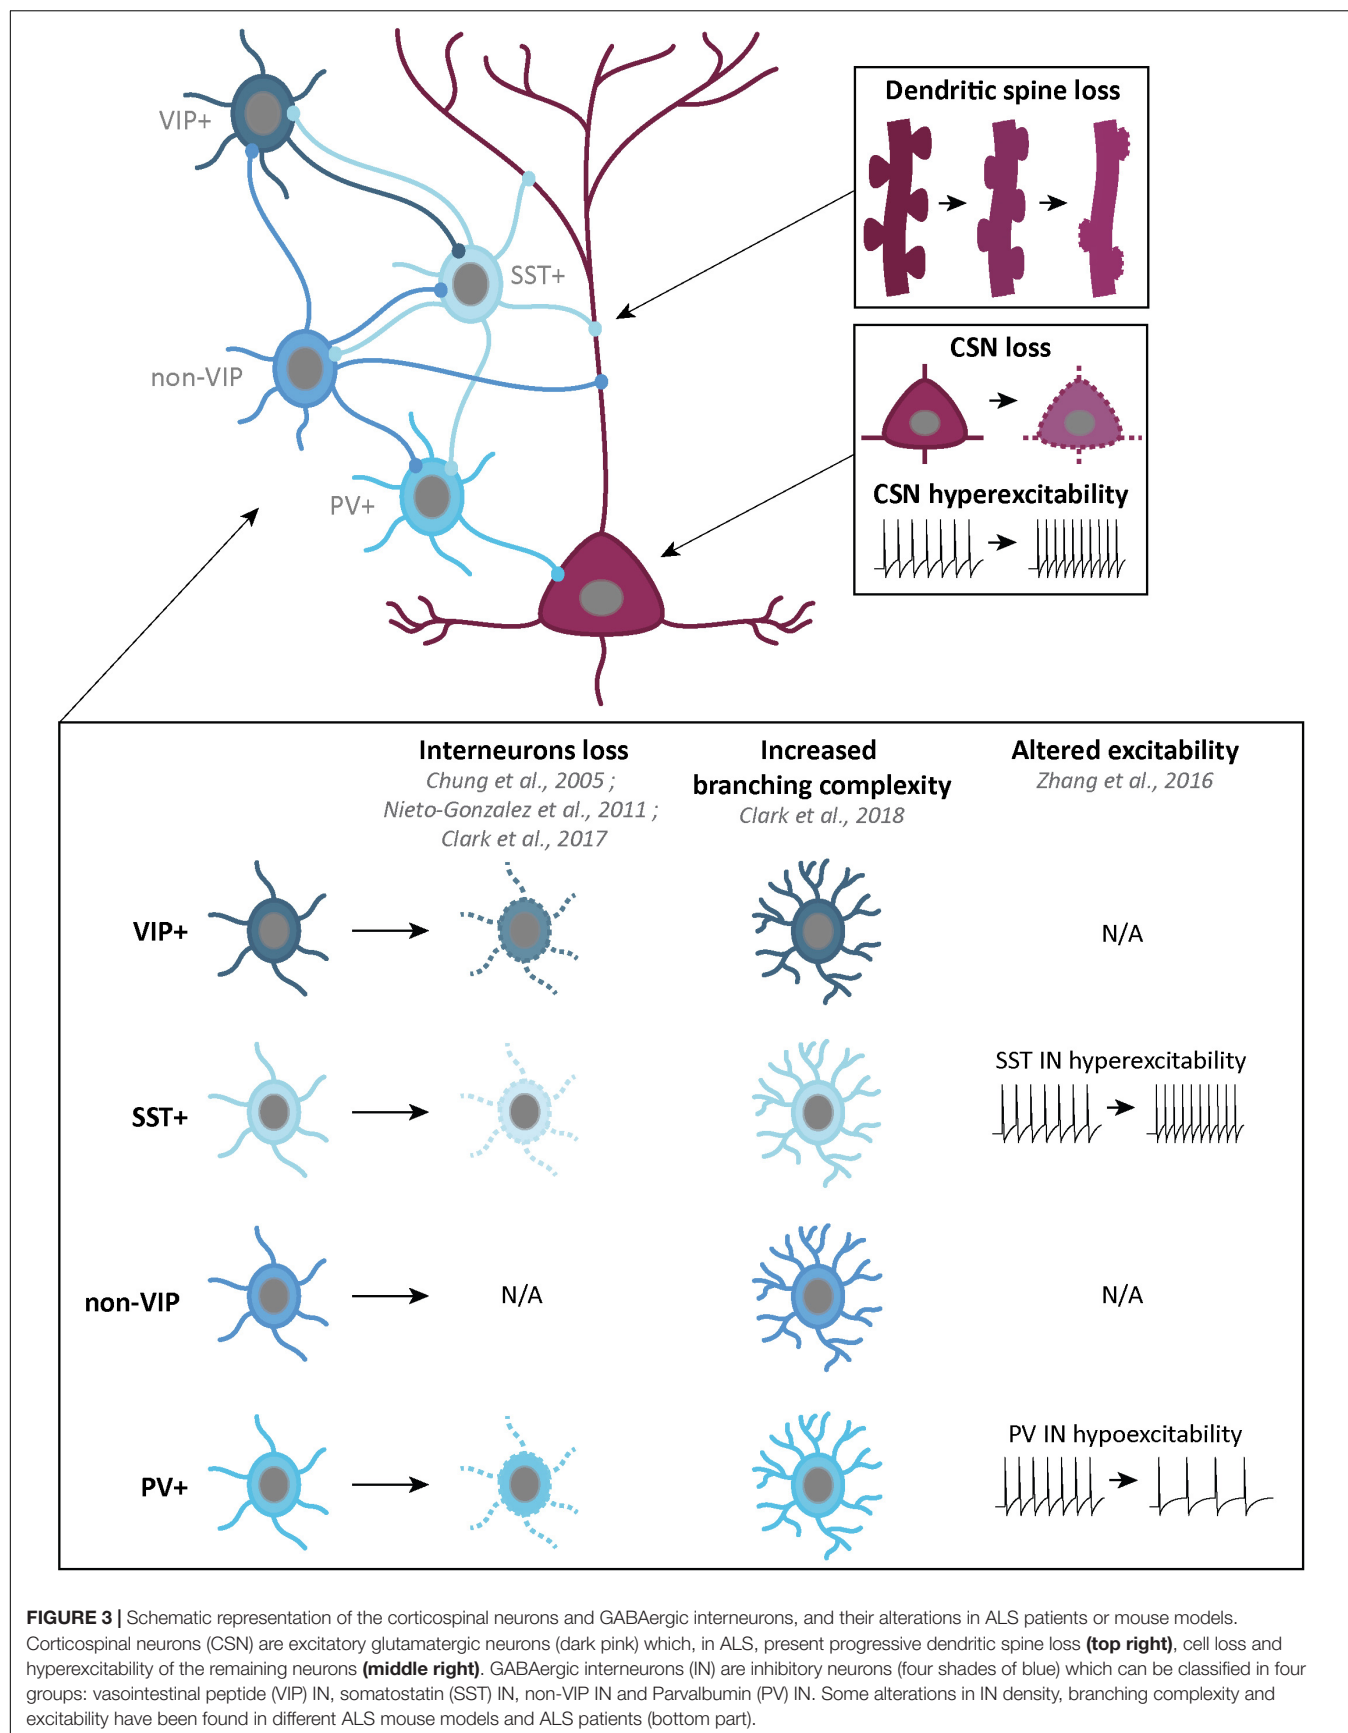 VIP+
SST+
non-VIP
PV+
Dendritic spine loss
CSN loss
CSN hyperexcitability
Interneurons loss
Chung et al., 2005 ;
Nieto-Gonzalez et al., 2011 ;
Clark et al., 2017
Increased
branching complexity
Clark et al., 2018
Altered excitability
Zhang et al., 2016
VIP+
N/A
SST+
SST IN hyperexcitability
non-VIP
N/A
N/A
PV+
PV IN hypoexcitability
FIGURE 3 | Schematic representation of the corticospinal neurons and GABAergic interneurons, and their alterations in ALS patients or mouse models.
Corticospinal neurons (CSN) are excitatory glutamatergic neurons (dark pink) which, in ALS, present progressive dendritic spine loss (top right), cell loss and
hyperexcitability of the remaining neurons (middle right). GABAergic interneurons (IN) are inhibitory neurons (four shades of blue) which can be classified in four
groups: vasointestinal peptide (VIP) IN, somatostatin (SST) IN, non-VIP IN and Parvalbumin (PV) IN. Some alterations in IN density, branching complexity and
excitability have been found in different ALS mouse models and ALS patients (bottom part).